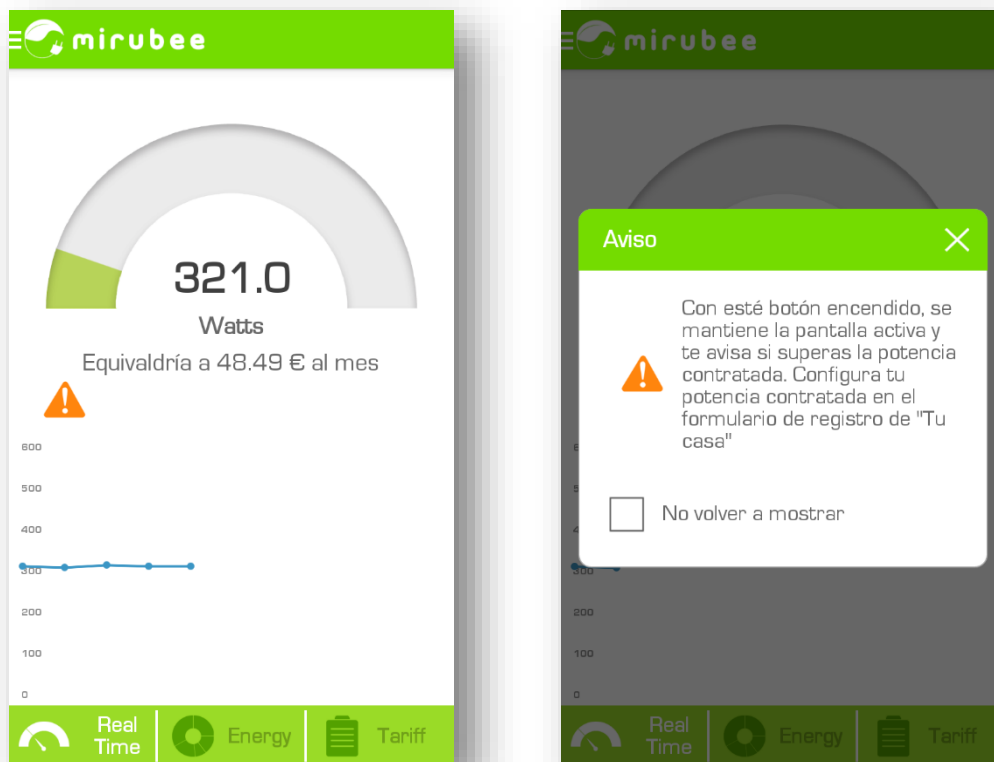 mirubee
321.0
Watts
Equivaldría a 48.49 € al mes
600
500
400
300
200
100
0
Real
Time
Energy
Tariff
mirubee
Aviso
Con esté botón encendido, se
mantiene la pantalla activa y
te avisa si superas la potencia
contratada. Configura tu
potencia contratada en el
formulario de registro de "Tu
casa"
No volver a mostrar
300
200
100
0
Real
Time
Energy
Tariff